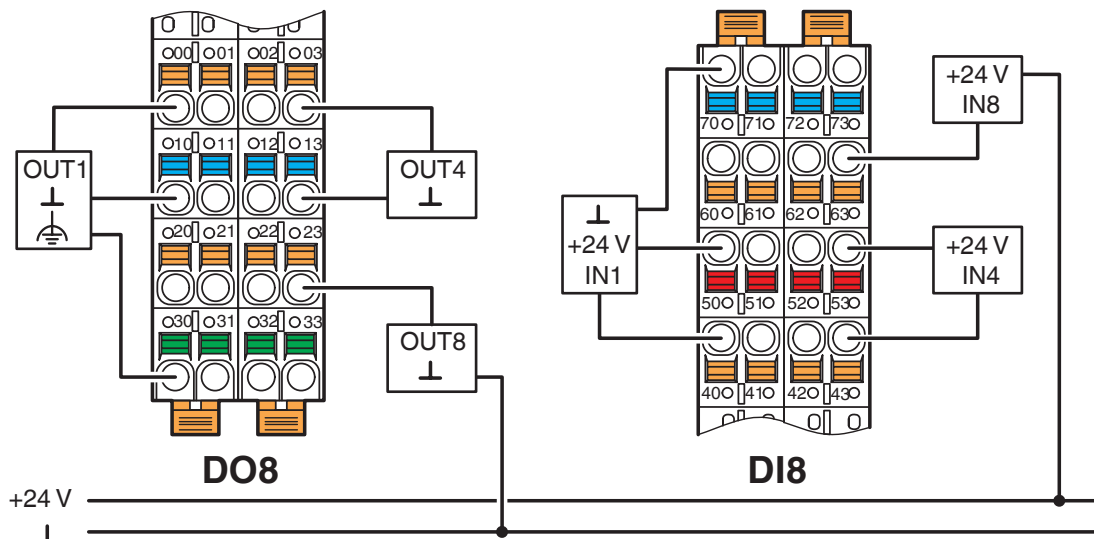 00 01 02 03
10 11 12 13
OUT1
OUT4
20 21 22 23
30 31 32 33
OUT8
DO8
+24 V
IN8
70 71 72 73
60 61 62 63
+24 V
IN1
+24 V
IN4
50 51 52 53
40 41 42 43
DI8
+24 V